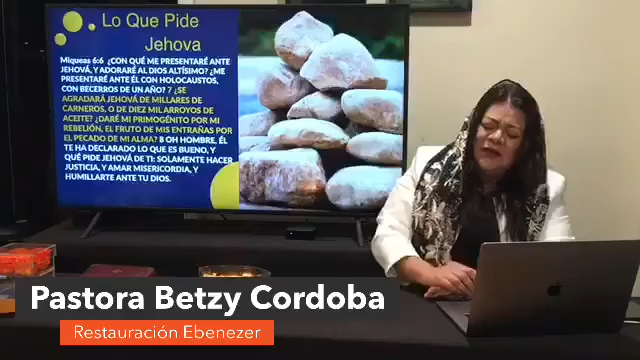 Lo Que Pide
Jehova
Miqueas 6:6 ¿CON QUÉ ME PRESENTARÉ ANTE
JEHOVÁ, Y ADORARÉ AL DIOS ALTÍSIMO? ¿ME
PRESENTARÉ ANTE ÉL CON HOLOCAUSTOS,
CON BECERROS DE UN AÑO? 7 ¿SE
AGRADARÁ JEHOVÁ DE MILLARES DE
CARNEROS, O DE DIEZ MIL ARROYOS DE
ACEITE? ¿DARÉ MI PRIMOGÉNITO POR MI
REBELIÓN, EL FRUTO DE MIS ENTRAÑAS POR
EL PECADO DE MI ALMA? 8 OH HOMBRE, ÉL
TE HA DECLARADO LO QUE ES BUENO, Y
QUÉ PIDE JEHOVÁ DE TI: SOLAMENTE HACER
JUSTICIA, Y AMAR MISERICORDIA, Y
HUMILLARTE ANTE TU DIOS.
Pastora Betzy Cordoba
Restauración Ebenezer